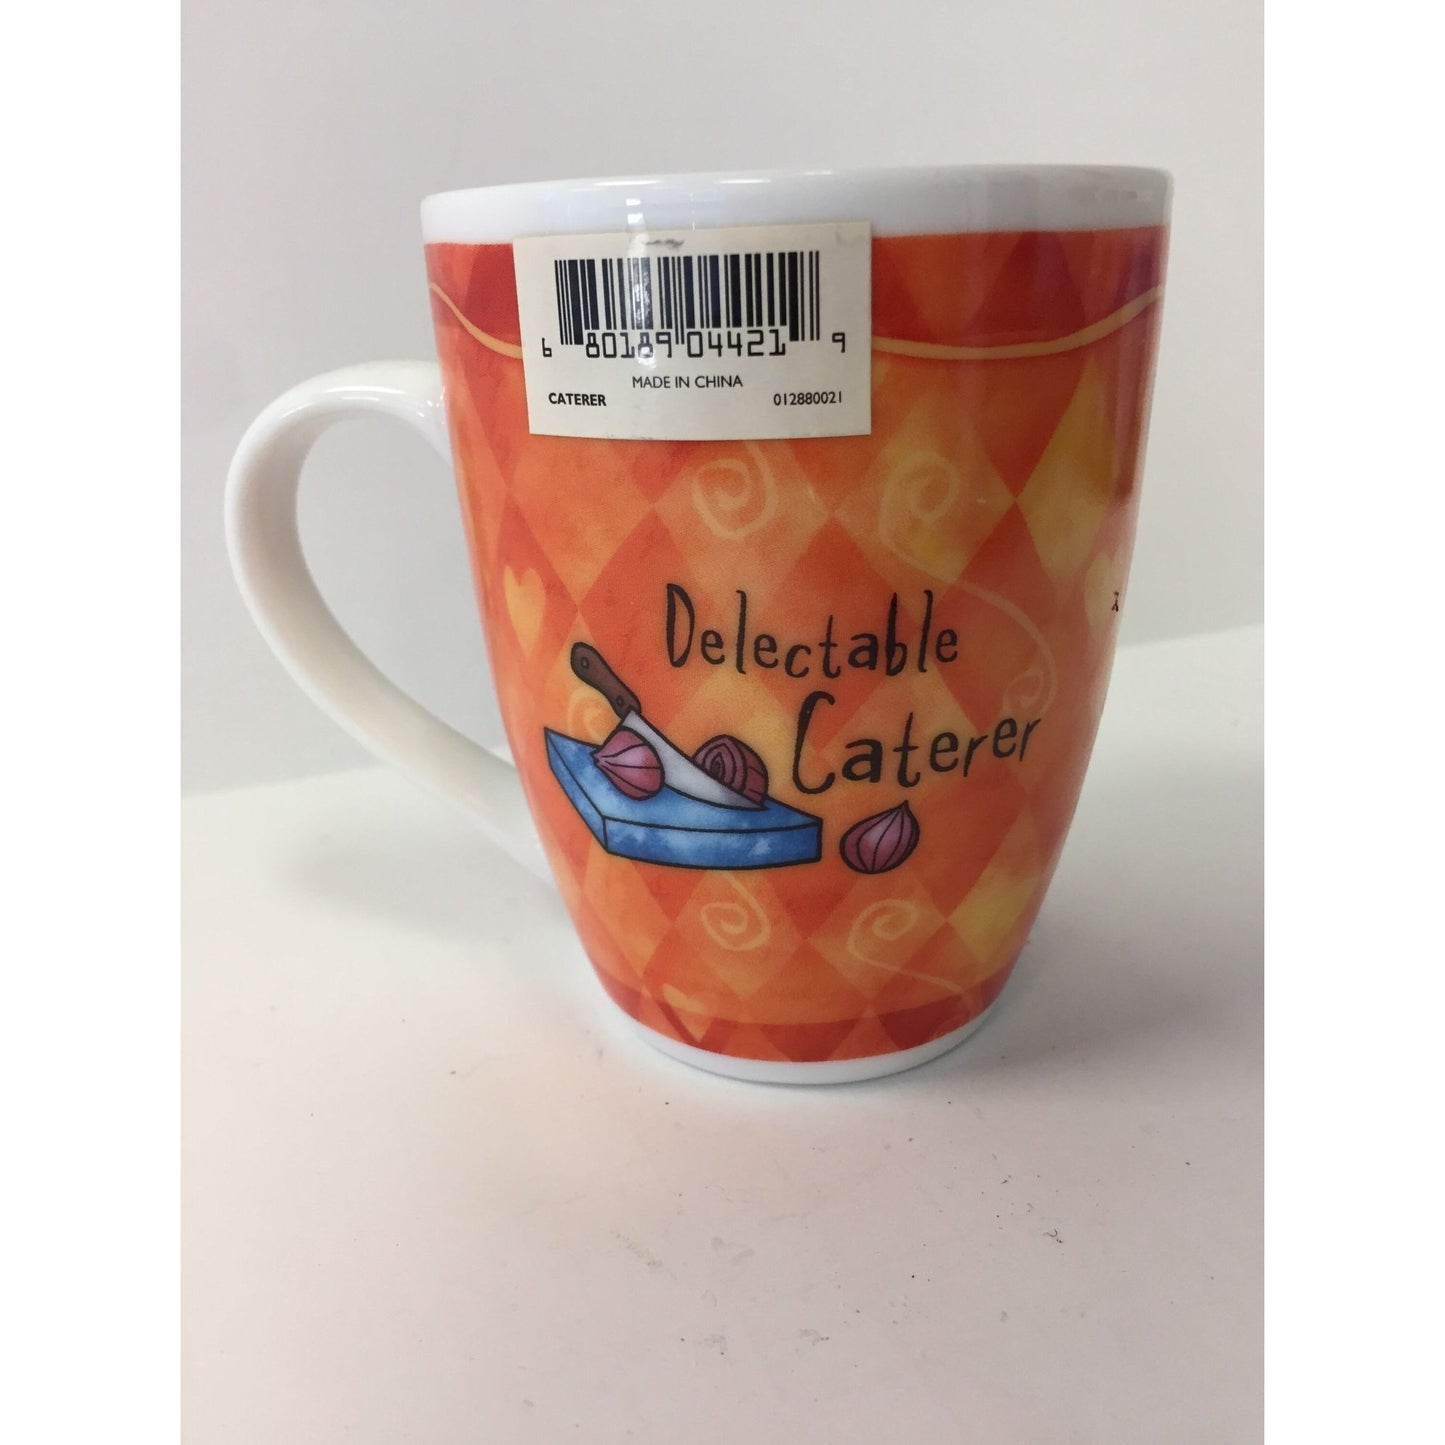 6 80189 04421 9
MADE IN CHINA
CATERER 012880021
Delectable
Caterer